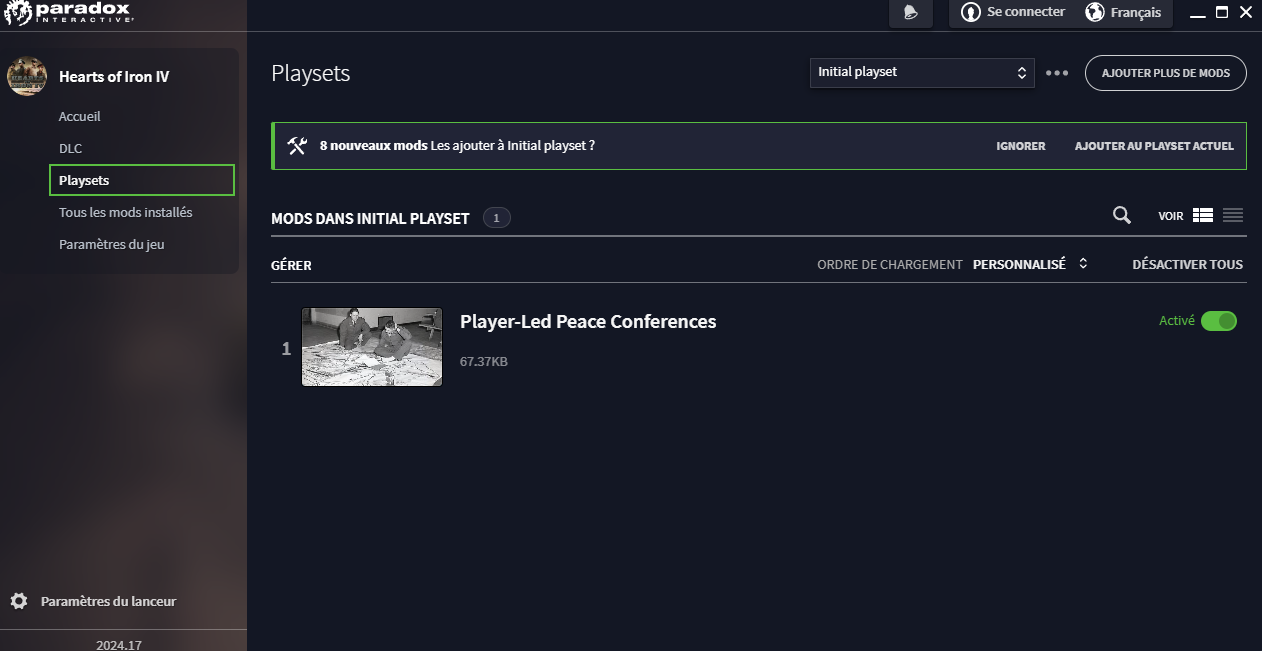 paradox
INTERACTIVE
Se connecter
Français
Hearts of Iron IV
Accueil
DLC
Playsets
Tous les mods installés
Paramètres du jeu
Paramètres du lanceur
2024.17
Playsets
Initial playset
AJOUTER PLUS DE MODS
8 nouveaux mods Les ajouter à Initial playset ?
IGNORER
AJOUTER AU PLAYSET ACTUEL
MODS DANS INITIAL PLAYSET 1
VOIR
GÉRER
ORDRE DE CHARGEMENT PERSONNALISÉ
DÉSACTIVER TOUS
1
Player-Led Peace Conferences
67.37KB
Activé